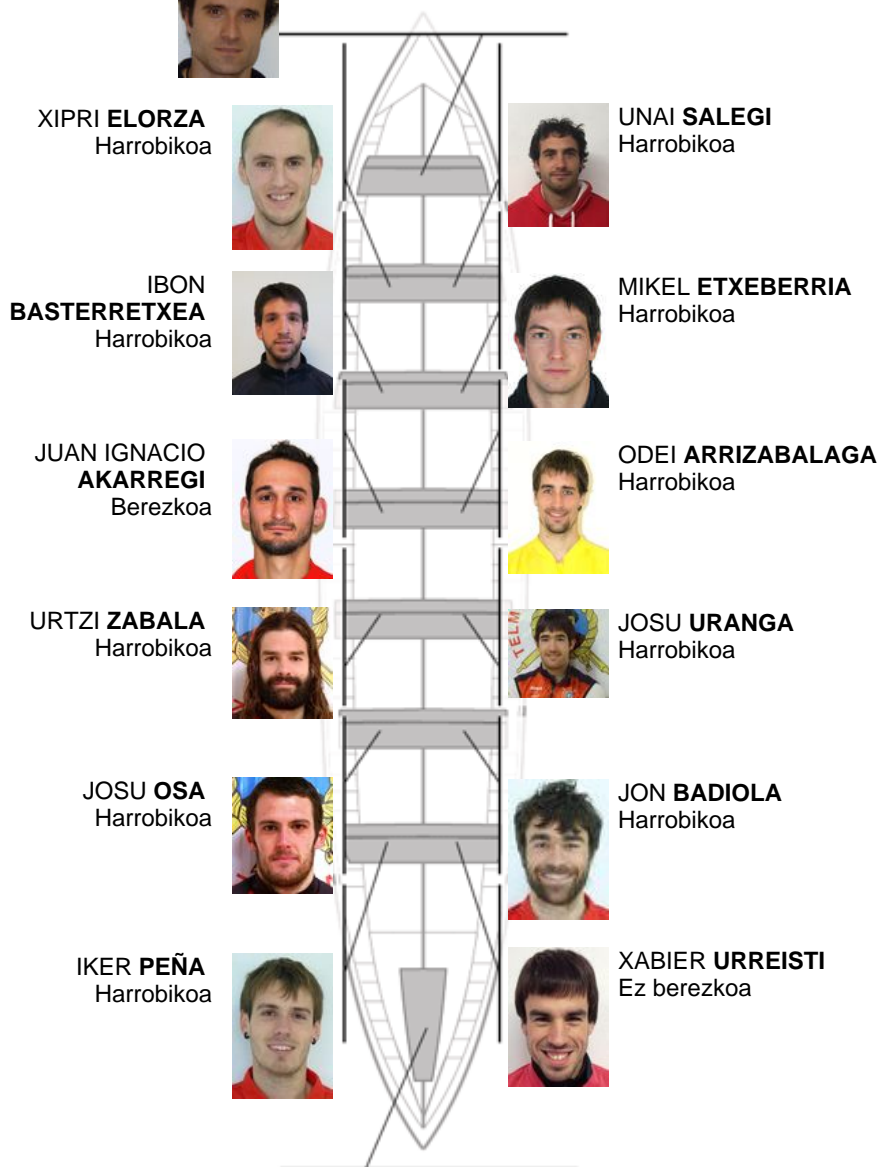 XIPRI ELORZA
Harrobikoa
UNAI SALEGI
Harrobikoa
IBON
BASTERRETXEA
Harrobikoa
MIKEL ETXEBERRIA
Harrobikoa
JUAN IGNACIO
AKARREGI
Berezkoa
ODEI ARRIZABALAGA
Harrobikoa
URTZI ZABALA
Harrobikoa
TELM
JOSU URANGA
Harrobikoa
JOSU OSA
Harrobikoa
JON BADIOLA
Harrobikoa
IKER PEÑA
Harrobikoa
XABIER URREISTI
Ez berezkoa